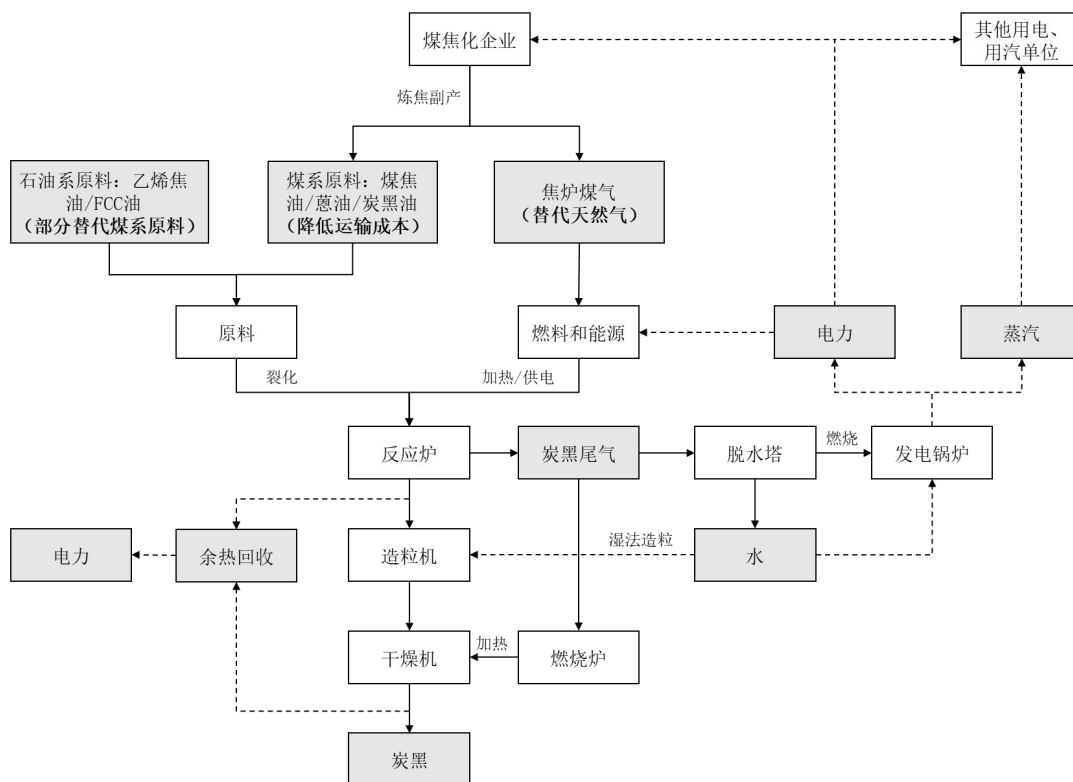 煤焦化企业
其他用电、
用汽单位
炼焦副产
石油系原料：乙烯焦
油/FCC油
（部分替代煤系原料）
煤系原料：煤焦
油/蒽油/炭黑油
（降低运输成本）
焦炉煤气
（替代天然气）
原料
燃料和能源
电力
蒸汽
裂化
加热/供电
反应炉
炭黑尾气
脱水塔
燃烧
发电锅炉
电力
余热回收
造粒机
湿法造粒
水
干燥机
加热
燃烧炉
炭黑